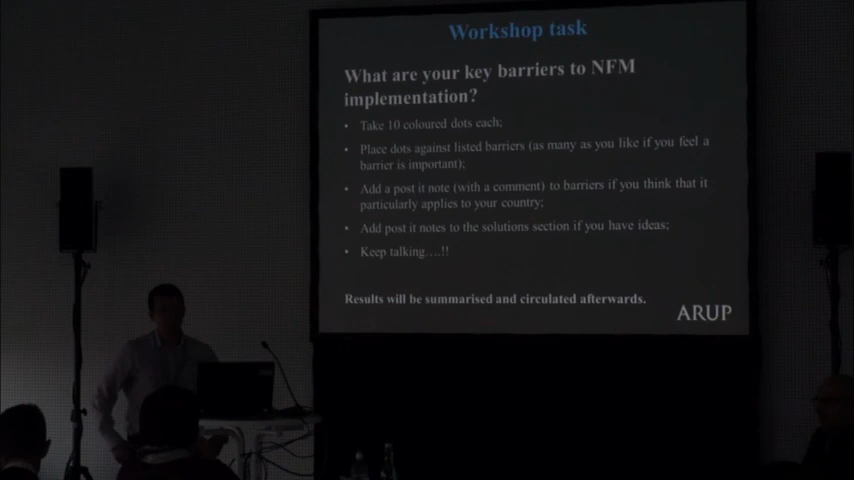 Workshop task
What are your key barriers to NFM
implementation?
• Take 10 coloured dots each;
• Place dots against listed barriers (as many as you like if you feel a
barrier is important);
• Add a post it note (with a comment) to barriers if you think that it
particularly applies to your country;
• Add post it notes to the solutions section if you have ideas;
• Keep talking….!!
Results will be summarised and circulated afterwards.
ARUP